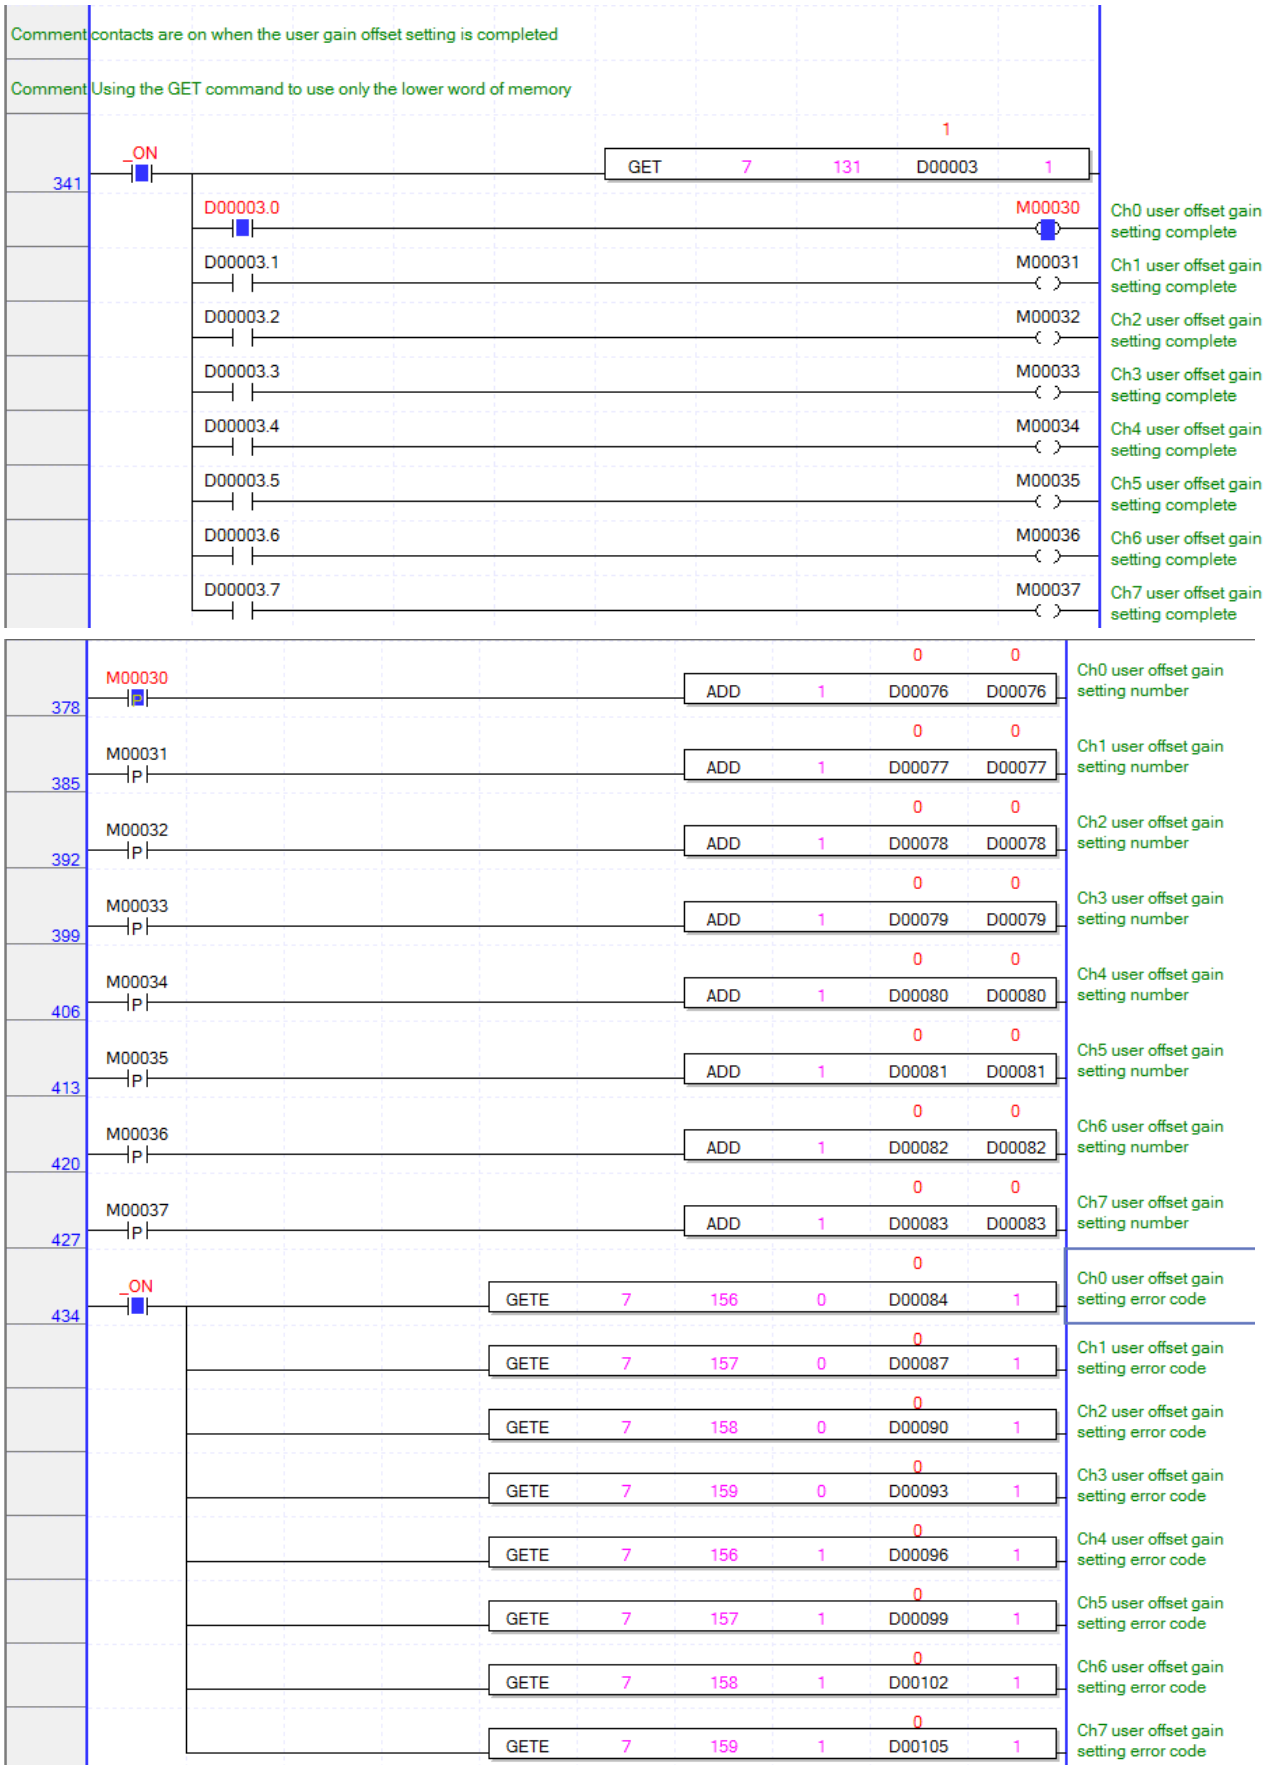 Comment contacts are on when the user gain offset setting is completed
Comment Using the GET command to use only the lower word of memory
1
_ON
GET 7 131 D00003 1
341
D00003.0 M00030 Ch0 user offset gain
setting complete
D00003.1 M00031 Ch1 user offset gain
setting complete
D00003.2 M00032 Ch2 user offset gain
setting complete
D00003.3 M00033 Ch3 user offset gain
setting complete
D00003.4 M00034 Ch4 user offset gain
setting complete
D00003.5 M00035 Ch5 user offset gain
setting complete
D00003.6 M00036 Ch6 user offset gain
setting complete
D00003.7 M00037 Ch7 user offset gain
setting complete
0 0
M00030 Ch0 user offset gain
P ADD 1 D00076 D00076 setting number
378
0 0
M00031 Ch1 user offset gain
P ADD 1 D00077 D00077 setting number
385
0 0
M00032 Ch2 user offset gain
P ADD 1 D00078 D00078 setting number
392
0 0
M00033 Ch3 user offset gain
P ADD 1 D00079 D00079 setting number
399
0 0
M00034 Ch4 user offset gain
P ADD 1 D00080 D00080 setting number
406
0 0
M00035 Ch5 user offset gain
P ADD 1 D00081 D00081 setting number
413
0 0
M00036 Ch6 user offset gain
P ADD 1 D00082 D00082 setting number
420
0 0
M00037 Ch7 user offset gain
P ADD 1 D00083 D00083 setting number
427
0
_ON Ch0 user offset gain
GETE 7 156 0 D00084 1 setting error code
434
0 Ch1 user offset gain
GETE 7 157 0 D00087 1 setting error code
0 Ch2 user offset gain
GETE 7 158 0 D00090 1 setting error code
0 Ch3 user offset gain
GETE 7 159 0 D00093 1 setting error code
0 Ch4 user offset gain
GETE 7 156 1 D00096 1 setting error code
0 Ch5 user offset gain
GETE 7 157 1 D00099 1 setting error code
0 Ch6 user offset gain
GETE 7 158 1 D00102 1 setting error code
0 Ch7 user offset gain
GETE 7 159 1 D00105 1 setting error code